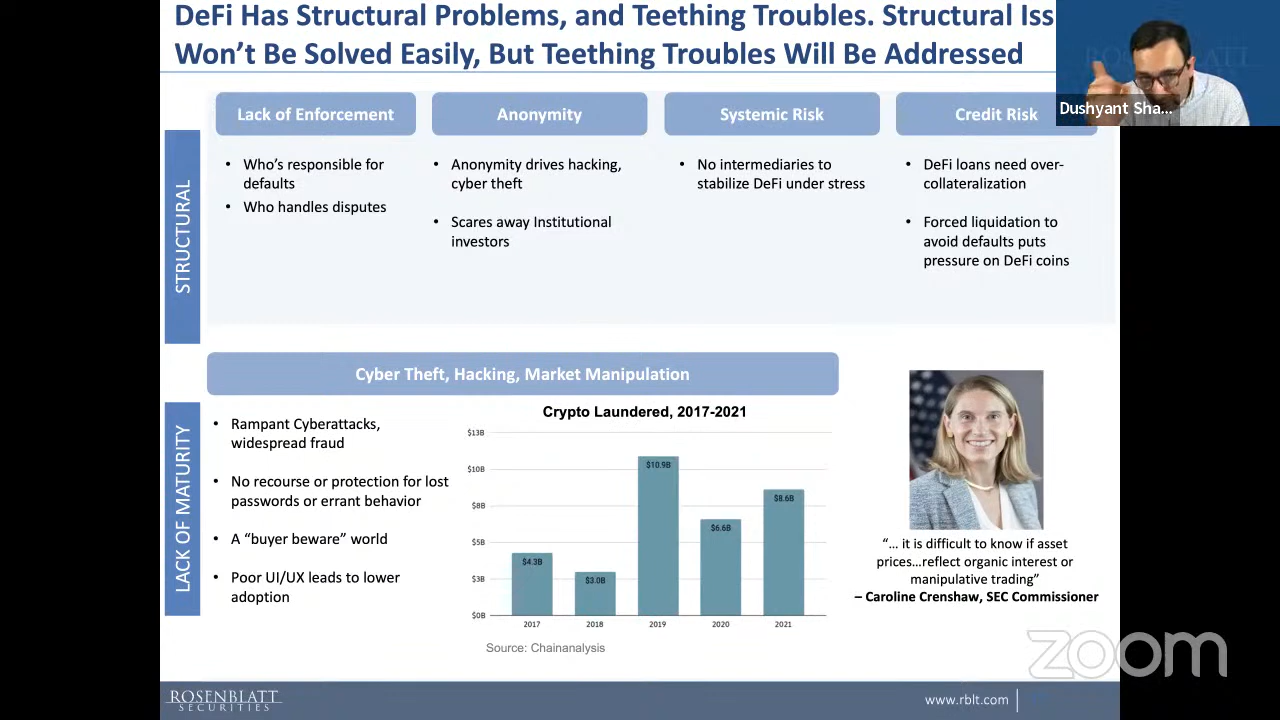 DeFi Has Structural Problems, and Teething Troubles. Structural Iss
Won’t Be Solved Easily, But Teething Troubles Will Be Addressed
Dushyant Sha...
Lack of Enforcement
Anonymity
Systemic Risk
Credit Risk
STRUCTURAL
• Who’s responsible for
defaults
• Who handles disputes
• Anonymity drives hacking,
cyber theft
• Scares away Institutional
investors
• No intermediaries to
stabilize DeFi under stress
• DeFi loans need over-
collateralization
• Forced liquidation to
avoid defaults puts
pressure on DeFi coins
Cyber Theft, Hacking, Market Manipulation
LACK OF MATURITY
• Rampant Cyberattacks,
widespread fraud
• No recourse or protection for lost
passwords or errant behavior
• A “buyer beware” world
• Poor UI/UX leads to lower
adoption
Crypto Laundered, 2017-2021
$13B
$10B
$8B
$5B
$3B
$0B
$4.3B
$3.0B
$10.9B
$6.6B
$8.6B
2017
2018
2019
2020
2021
Source: Chainanalysis
“... it is difficult to know if asset
prices...reflect organic interest or
manipulative trading”
– Caroline Crenshaw, SEC Commissioner
zoom
ROSENBLATT
SECURITIES
www.rblt.com